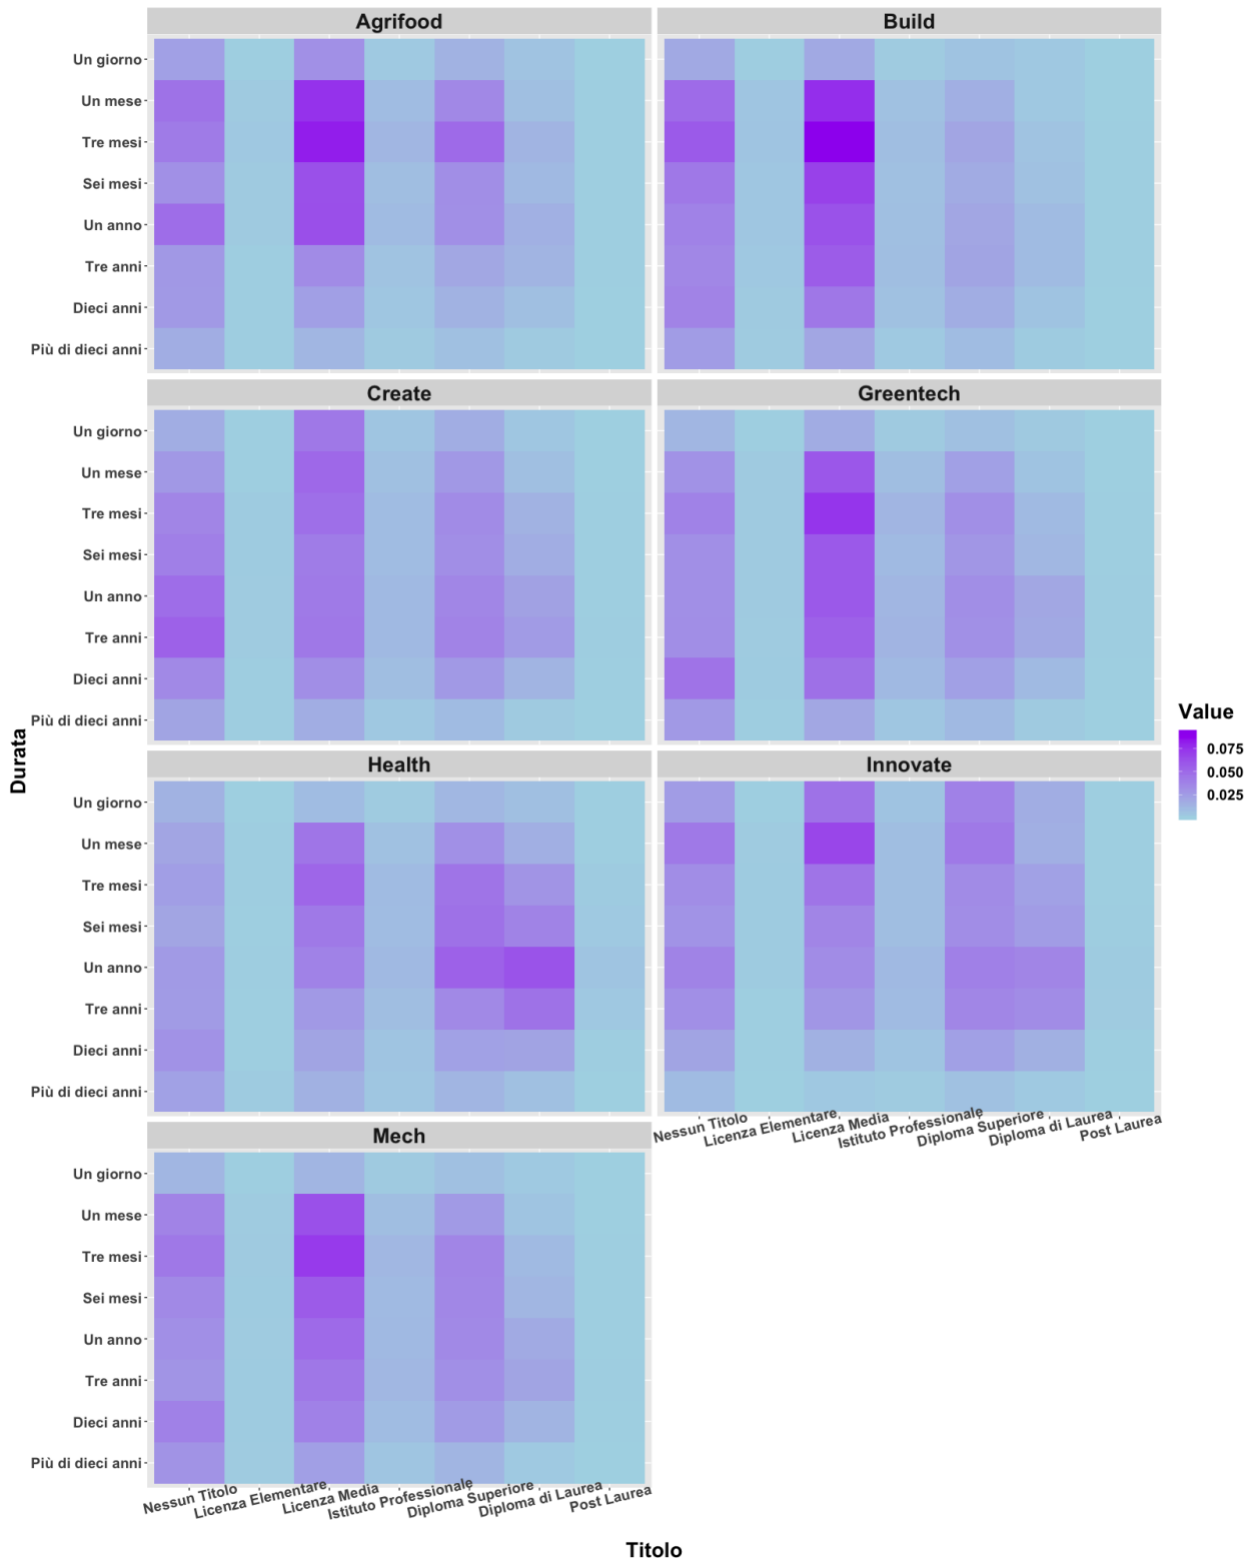 Agrifood
Build
Un giorno
Un mese
Tre mesi
Sei mesi
Un anno
Tre anni
Dieci anni
Più di dieci anni
Create
Greentech
Un giorno
Un mese
Tre mesi
Sei mesi
Un anno
Tre anni
Dieci anni
Più di dieci anni
Durata
Value
0.075
0.050
0.025
Health
Innovate
Un giorno
Un mese
Tre mesi
Sei mesi
Un anno
Tre anni
Dieci anni
Più di dieci anni
Nessun Titolo
Licenza Elementare
Licenza Media
Istituto Professionale
Diploma Superiore
Diploma di Laurea
Post Laurea
Mech
Un giorno
Un mese
Tre mesi
Sei mesi
Un anno
Tre anni
Dieci anni
Più di dieci anni
Nessun Titolo
Licenza Elementare
Licenza Media
Istituto Professionale
Diploma Superiore
Diploma di Laurea
Post Laurea
Titolo